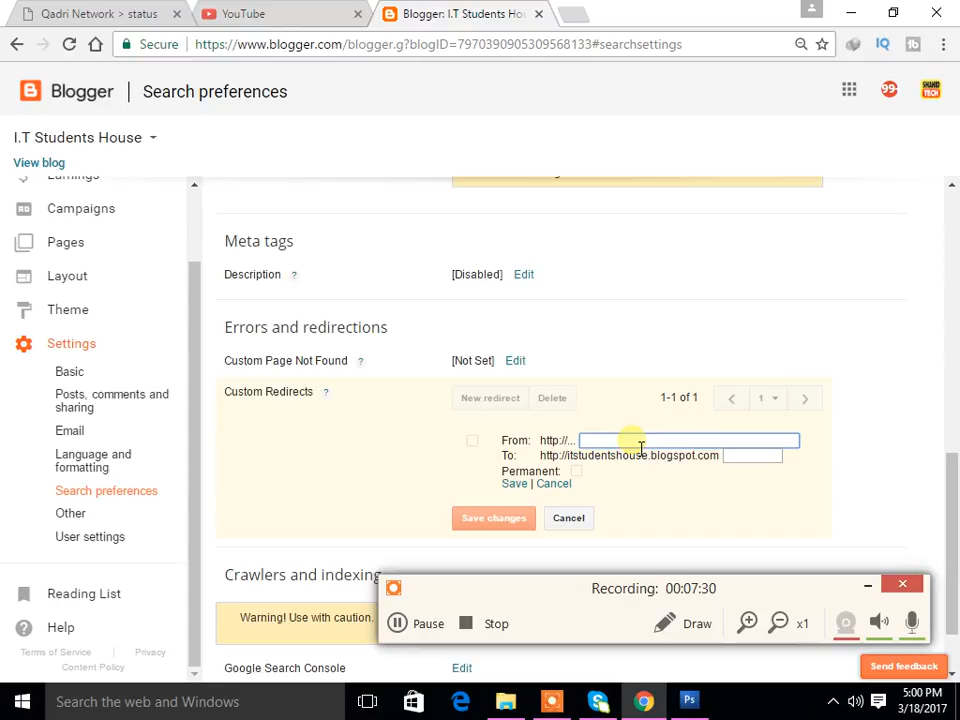 Qadri Network > status
YouTube
Blogger: I.T Students Hou
Secure
https://www.blogger.com/blogger.g?blogID=7970390905309568133#searchsettings
IQ
Blogger
Search preferences
99+
I.T Students House
View blog
Earnings
Campaigns
Pages
Layout
Theme
Settings
Basic
Posts, comments and
sharing
Email
Language and
formatting
Search preferences
Other
User settings
Reading List
Help
Terms of Service
Privacy
Content Policy
Meta tags
Description ?
[Disabled] Edit
Errors and redirections
Custom Page Not Found ?
[Not Set] Edit
Custom Redirects ?
New redirect
Delete
1-1 of 1
1
From: http://...
To: http://itstudentshouse.blogspot.com
Permanent:
Save | Cancel
Save changes
Cancel
Crawlers and indexing
Warning! Use with caution.
Google Search Console
Edit
Recording: 00:07:30
Pause
Stop
Draw
x1
Send feedback
Search the web and Windows
5:00 PM
3/18/2017